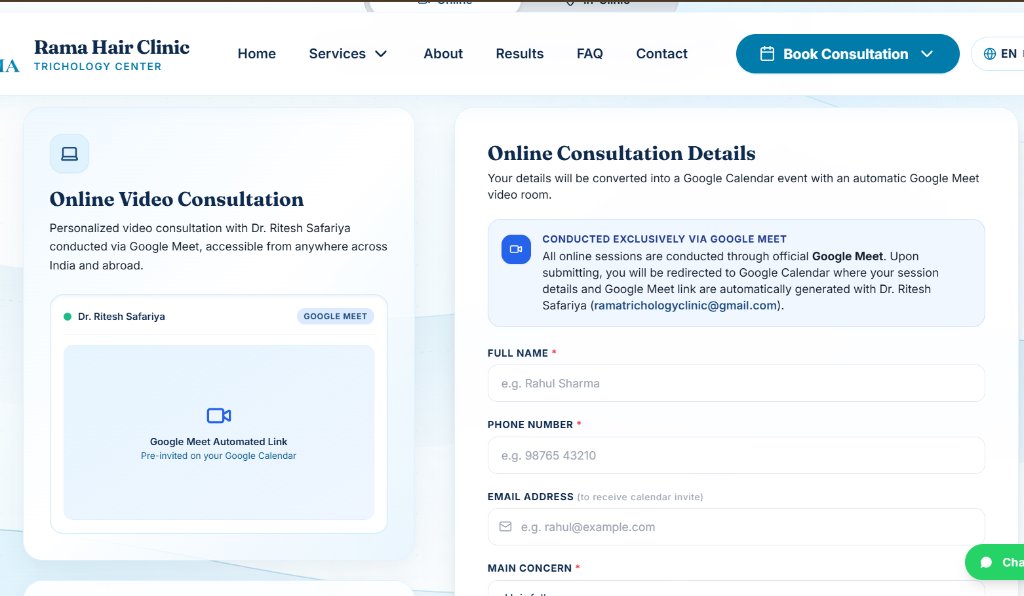 Online
In-Clinic
Rama Hair Clinic
TRICHOLOGY CENTER
Home
Services
About
Results
FAQ
Contact
Book Consultation
EN
Online Video Consultation
Personalized video consultation with Dr. Ritesh Safariya
conducted via Google Meet, accessible from anywhere across
India and abroad.
Dr. Ritesh Safariya
GOOGLE MEET
Google Meet Automated Link
Pre-invited on your Google Calendar
Online Consultation Details
Your details will be converted into a Google Calendar event with an automatic Google Meet
video room.
CONDUCTED EXCLUSIVELY VIA GOOGLE MEET
All online sessions are conducted through official Google Meet. Upon
submitting, you will be redirected to Google Calendar where your session
details and Google Meet link are automatically generated with Dr. Ritesh
Safariya (ramatrichologyclinic@gmail.com).
FULL NAME *
e.g. Rahul Sharma
PHONE NUMBER *
e.g. 98765 43210
EMAIL ADDRESS (to receive calendar invite)
e.g. rahul@example.com
MAIN CONCERN *
Cha